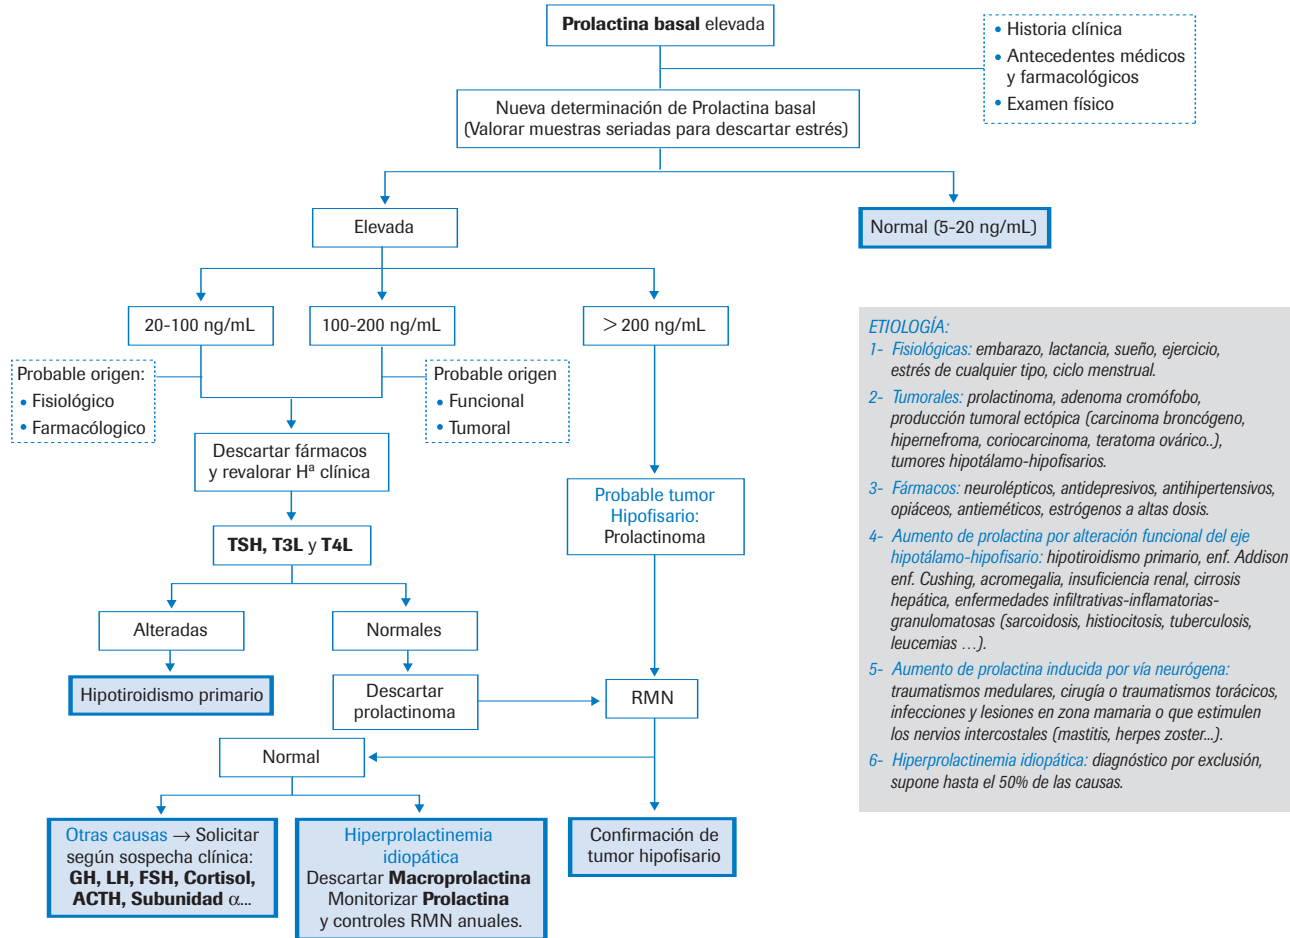 Prolactina basal elevada
• Historia clínica
• Antecedentes médicos
y farmacológicos
• Examen físico
Nueva determinación de Prolactina basal
(Valorar muestras seriadas para descartar estrés)
Elevada
Normal (5-20 ng/mL)
20-100 ng/mL
100-200 ng/mL
> 200 ng/mL
Probable origen:
• Fisiológico
• Farmácologico
Probable origen
• Funcional
• Tumoral
Descartar fármacos
y revalorar Hª clínica
Probable tumor
Hipofisario:
Prolactinoma
TSH, T3L y T4L
Alteradas
Normales
Hipotiroidismo primario
Descartar
prolactinoma
RMN
Normal
Otras causas → Solicitar
según sospecha clínica:
GH, LH, FSH, Cortisol,
ACTH, Subunidad α...
Hiperprolactinemia
idiopática
Descartar Macroprolactina
Monitorizar Prolactina
y controles RMN anuales.
Confirmación de
tumor hipofisario
ETIOLOGÍA:
1- Fisiológicas: embarazo, lactancia, sueño, ejercicio,
estrés de cualquier tipo, ciclo menstrual.
2- Tumorales: prolactinoma, adenoma cromófobo,
producción tumoral ectópica (carcinoma broncógeno,
hipernefroma, coriocarcinoma, teratoma ovárico..),
tumores hipotálamo-hipofisarios.
3- Fármacos: neurolépticos, antidepresivos, antihipertensivos,
opiáceos, antieméticos, estrógenos a altas dosis.
4- Aumento de prolactina por alteración funcional del eje
hipotálamo-hipofisario: hipotiroidismo primario, enf. Addison
enf. Cushing, acromegalia, insuficiencia renal, cirrosis
hepática, enfermedades infiltrativas-inflamatorias-
granulomatosas (sarcoidosis, histiocitosis, tuberculosis,
leucemias ...).
5- Aumento de prolactina inducida por vía neurógena:
traumatismos medulares, cirugía o traumatismos torácicos,
infecciones y lesiones en zona mamaria o que estimulen
los nervios intercostales (mastitis, herpes zoster...).
6- Hiperprolactinemia idiopática: diagnóstico por exclusión,
supone hasta el 50% de las causas.